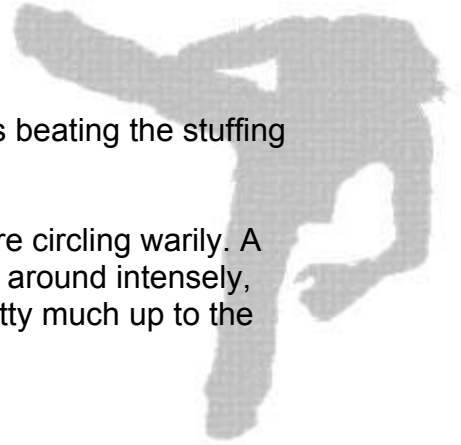 s beating the stuffing
re circling warily. A
around intensely,
tty much up to the